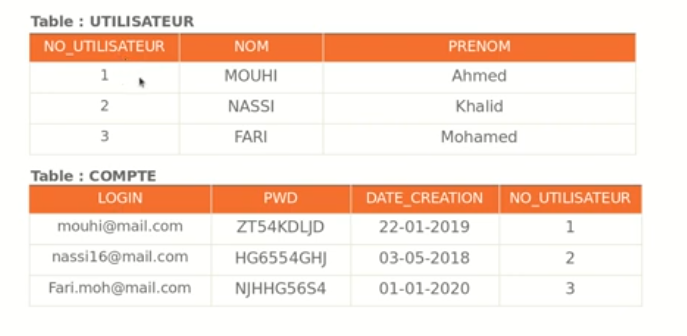 Table : UTILISATEUR
NO_UTILISATEUR NOM PRENOM
1 MOUHI Ahmed
2 NASSI Khalid
3 FARI Mohamed
Table : COMPTE
LOGIN PWD DATE_CREATION NO_UTILISATEUR
mouhi@mail.com ZT54KDLJD 22-01-2019 1
nassi16@mail.com HG6554GHJ 03-05-2018 2
Fari.moh@mail.com NJHHG56S4 01-01-2020 3